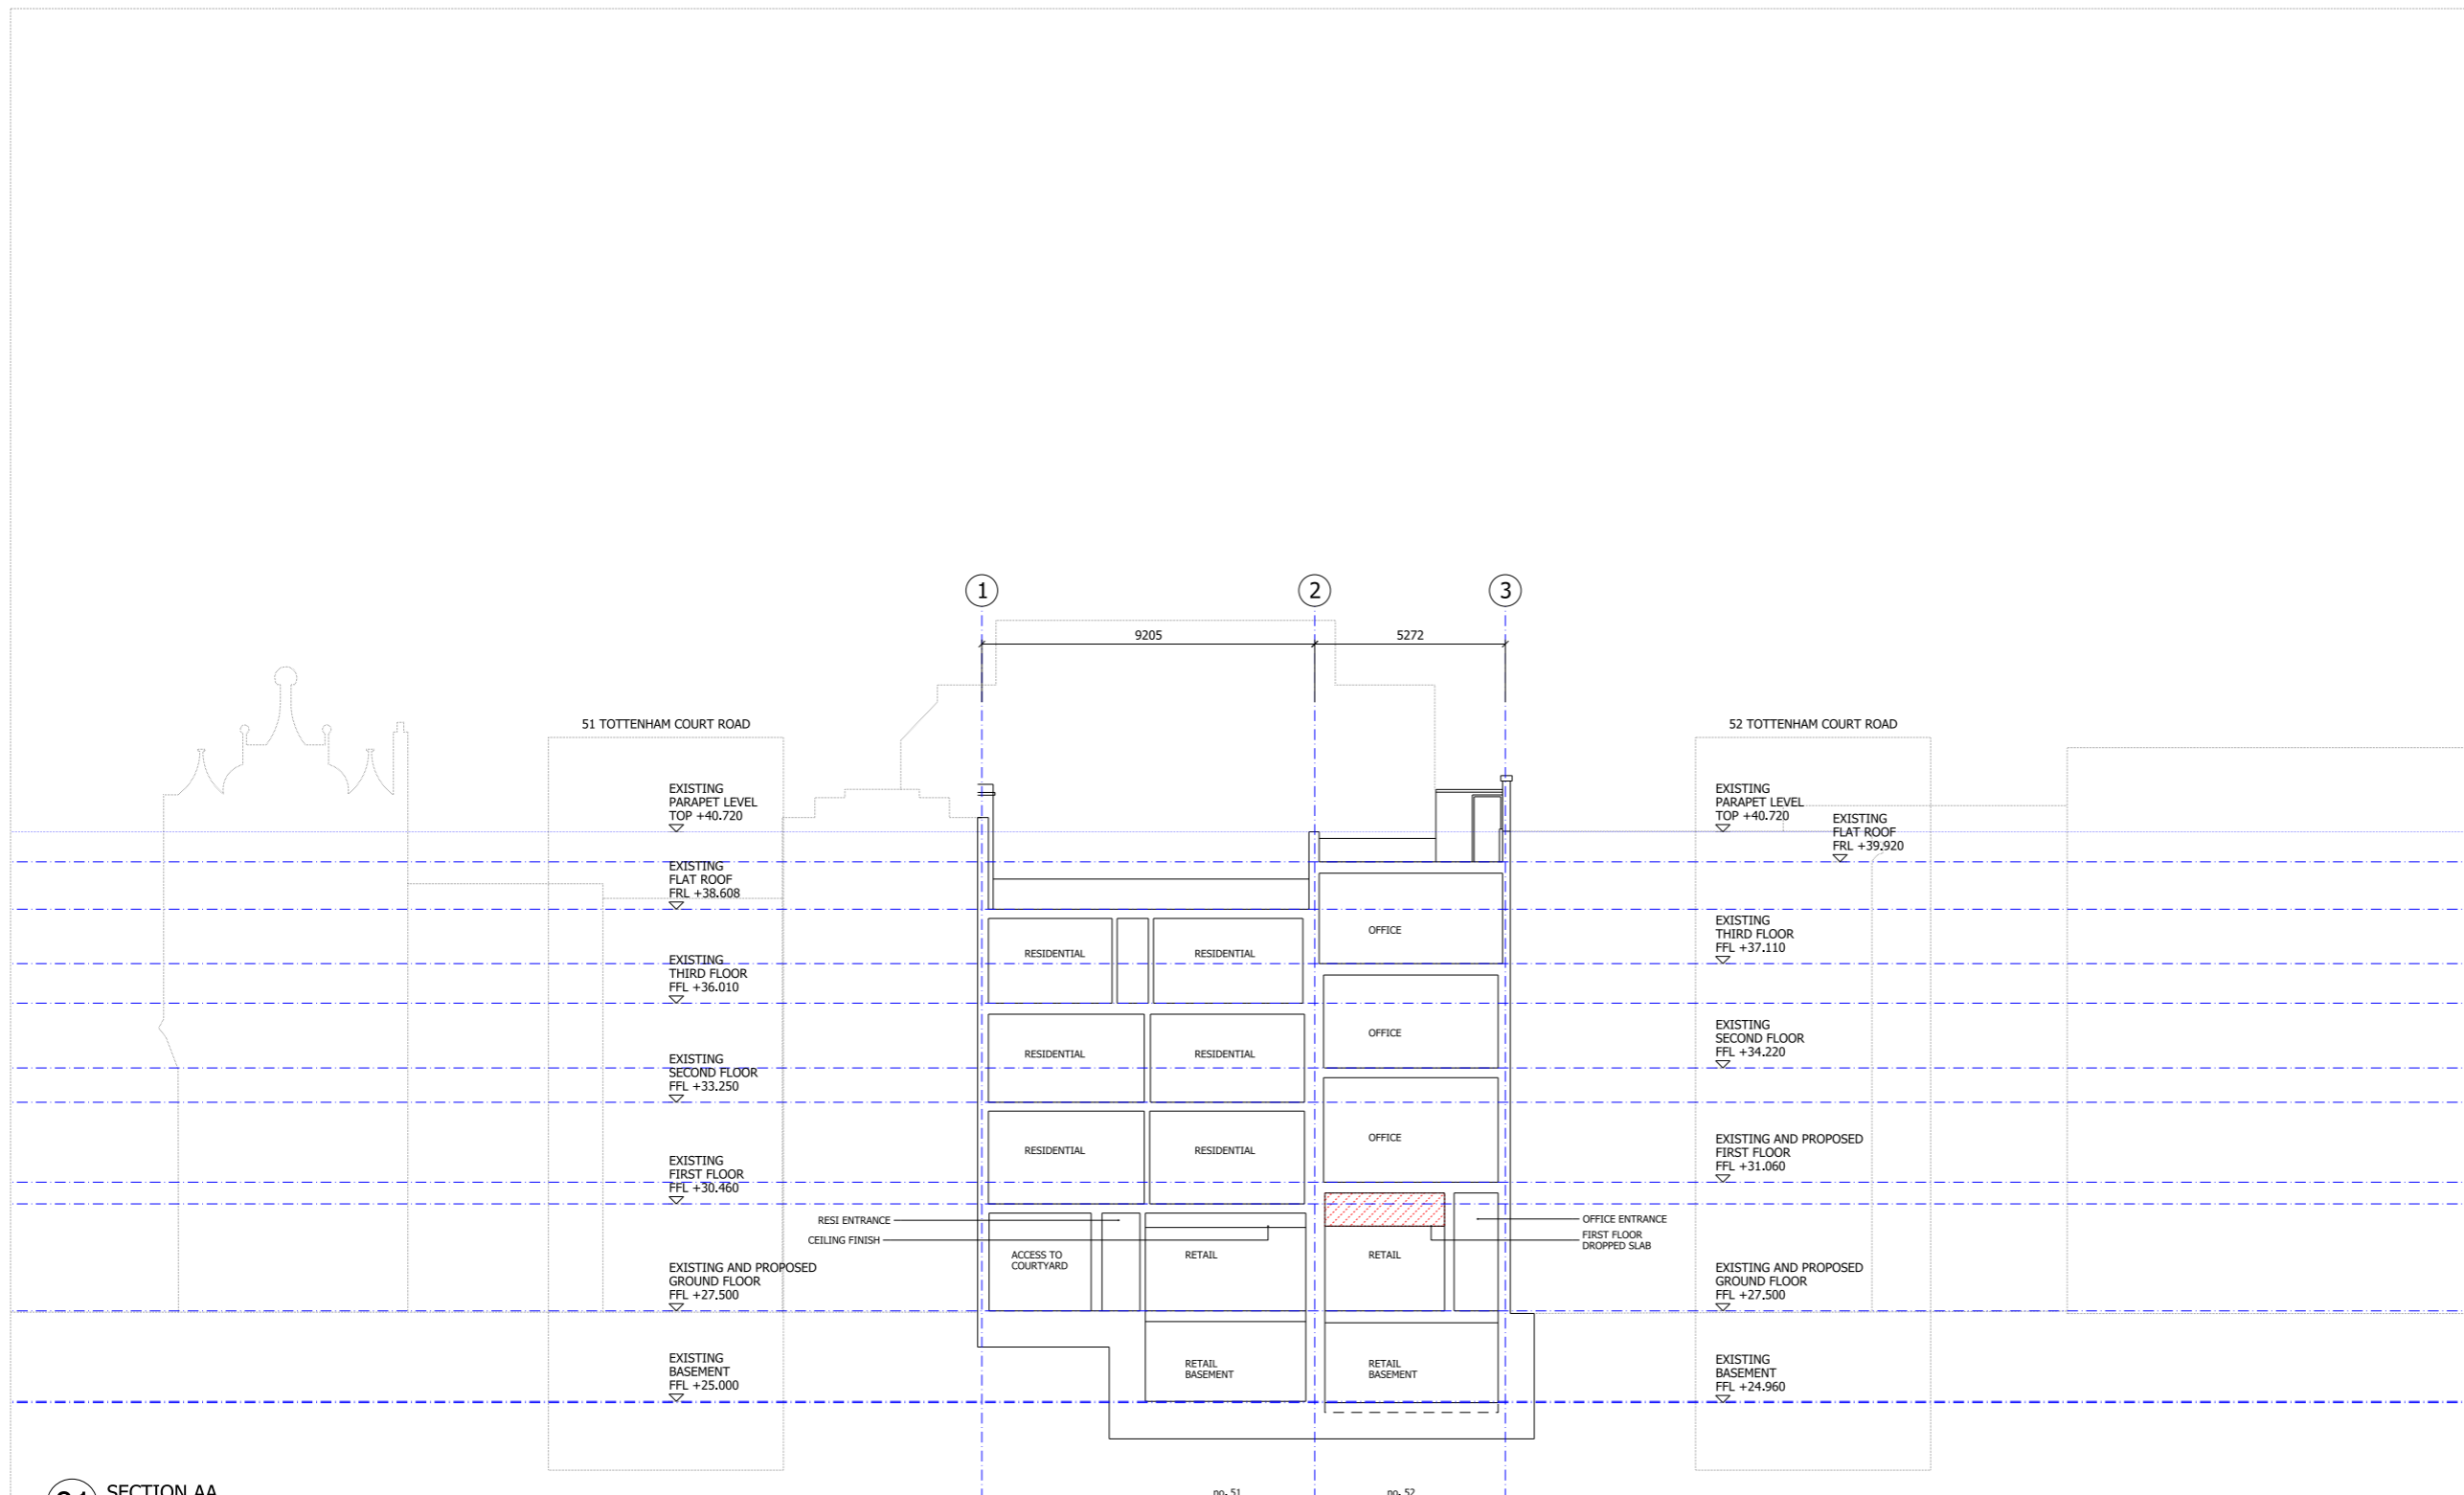 1
2
3
9205
5272
51 TOTTENHAM COURT ROAD
52 TOTTENHAM COURT ROAD
EXISTING
PARAPET LEVEL
TOP +40.720
EXISTING
FLAT ROOF
FRL +38.608
EXISTING
THIRD FLOOR
FFL +36.010
EXISTING
SECOND FLOOR
FFL +33.250
EXISTING
FIRST FLOOR
FFL +30.460
EXISTING AND PROPOSED
GROUND FLOOR
FFL +27.500
EXISTING
BASEMENT
FFL +25.000
RESIDENTIAL
RESIDENTIAL
RESIDENTIAL
RESIDENTIAL
RESIDENTIAL
RESIDENTIAL
RESI ENTRANCE
CEILING FINISH
ACCESS TO
COURTYARD
RETAIL
RETAIL
BASEMENT
OFFICE
OFFICE
OFFICE
RETAIL
RETAIL
BASEMENT
OFFICE ENTRANCE
FIRST FLOOR
DROPPED SLAB
EXISTING
PARAPET LEVEL
TOP +40.720
EXISTING
FLAT ROOF
FRL +39.920
EXISTING
THIRD FLOOR
FFL +37.110
EXISTING
SECOND FLOOR
FFL +34.220
EXISTING AND PROPOSED
FIRST FLOOR
FFL +31.060
EXISTING AND PROPOSED
GROUND FLOOR
FFL +27.500
EXISTING
BASEMENT
FFL +24.960
SECTION AA
no. 51
no. 52